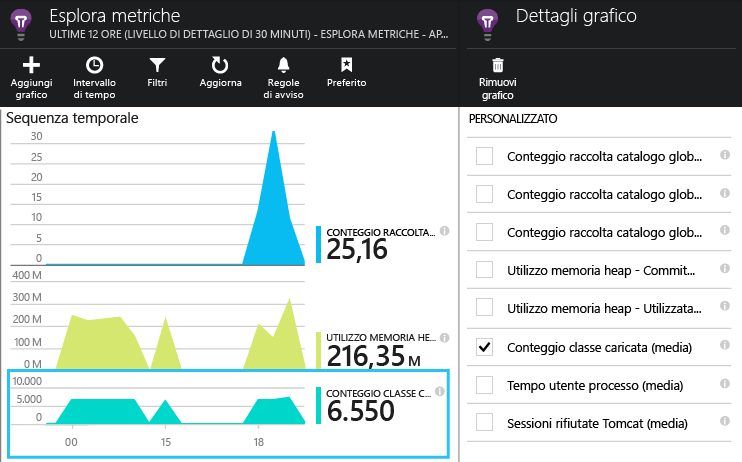 Esplora metriche
ULTIME 12 ORE (LIVELLO DI DETTAGLIO DI 30 MINUTI) – ESPLORA METRICHE - AP...
Aggiungi grafico
Intervallo di tempo
Filtri
Aggiorna
Regole di avviso
Preferito
Sequenza temporale
30
25
20
15
10
5
0
CONTEGGIO RACCOLTA...
25,16
400 M
300 M
200 M
100 M
0 M
UTILIZZO MEMORIA HE...
216,35 M
10.000
5.000
0
CONTEGGIO CLASSE C...
6.550
00
15
18
Dettagli grafico
Rimuovi grafico
PERSONALIZZATO
Conteggio raccolta catalogo glob...
Conteggio raccolta catalogo glob...
Conteggio raccolta catalogo glob...
Utilizzo memoria heap - Commit...
Utilizzo memoria heap - Utilizzata...
Conteggio classe caricata (media)
Tempo utente processo (media)
Sessioni rifiutate Tomcat (media)